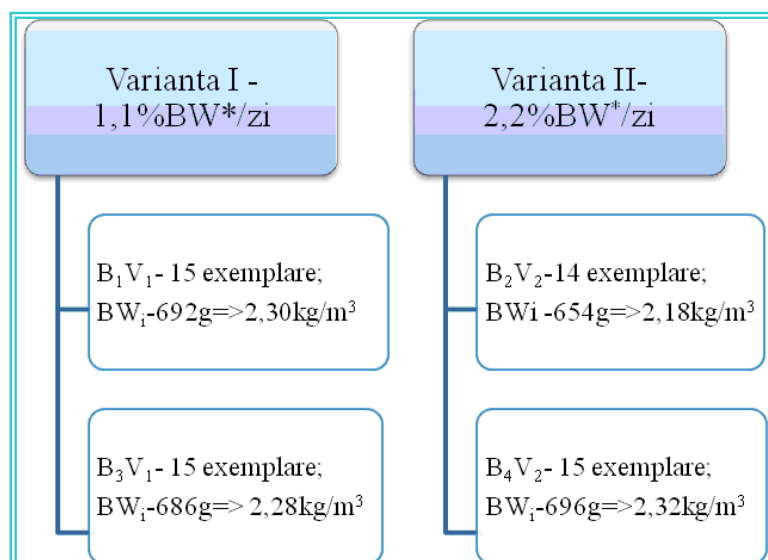 Varianta I -
1,1%BW*/zi
B₁V₁- 15 exemplare;
BWᵢ-692g=>2,30kg/m³
B₃V₁- 15 exemplare;
BWᵢ-686g=> 2,28kg/m³
Varianta II-
2,2%BW*/zi
B₂V₂-14 exemplare;
BWi -654g=>2,18kg/m³
B₄V₂- 15 exemplare;
BWᵢ-696g=>2,32kg/m³